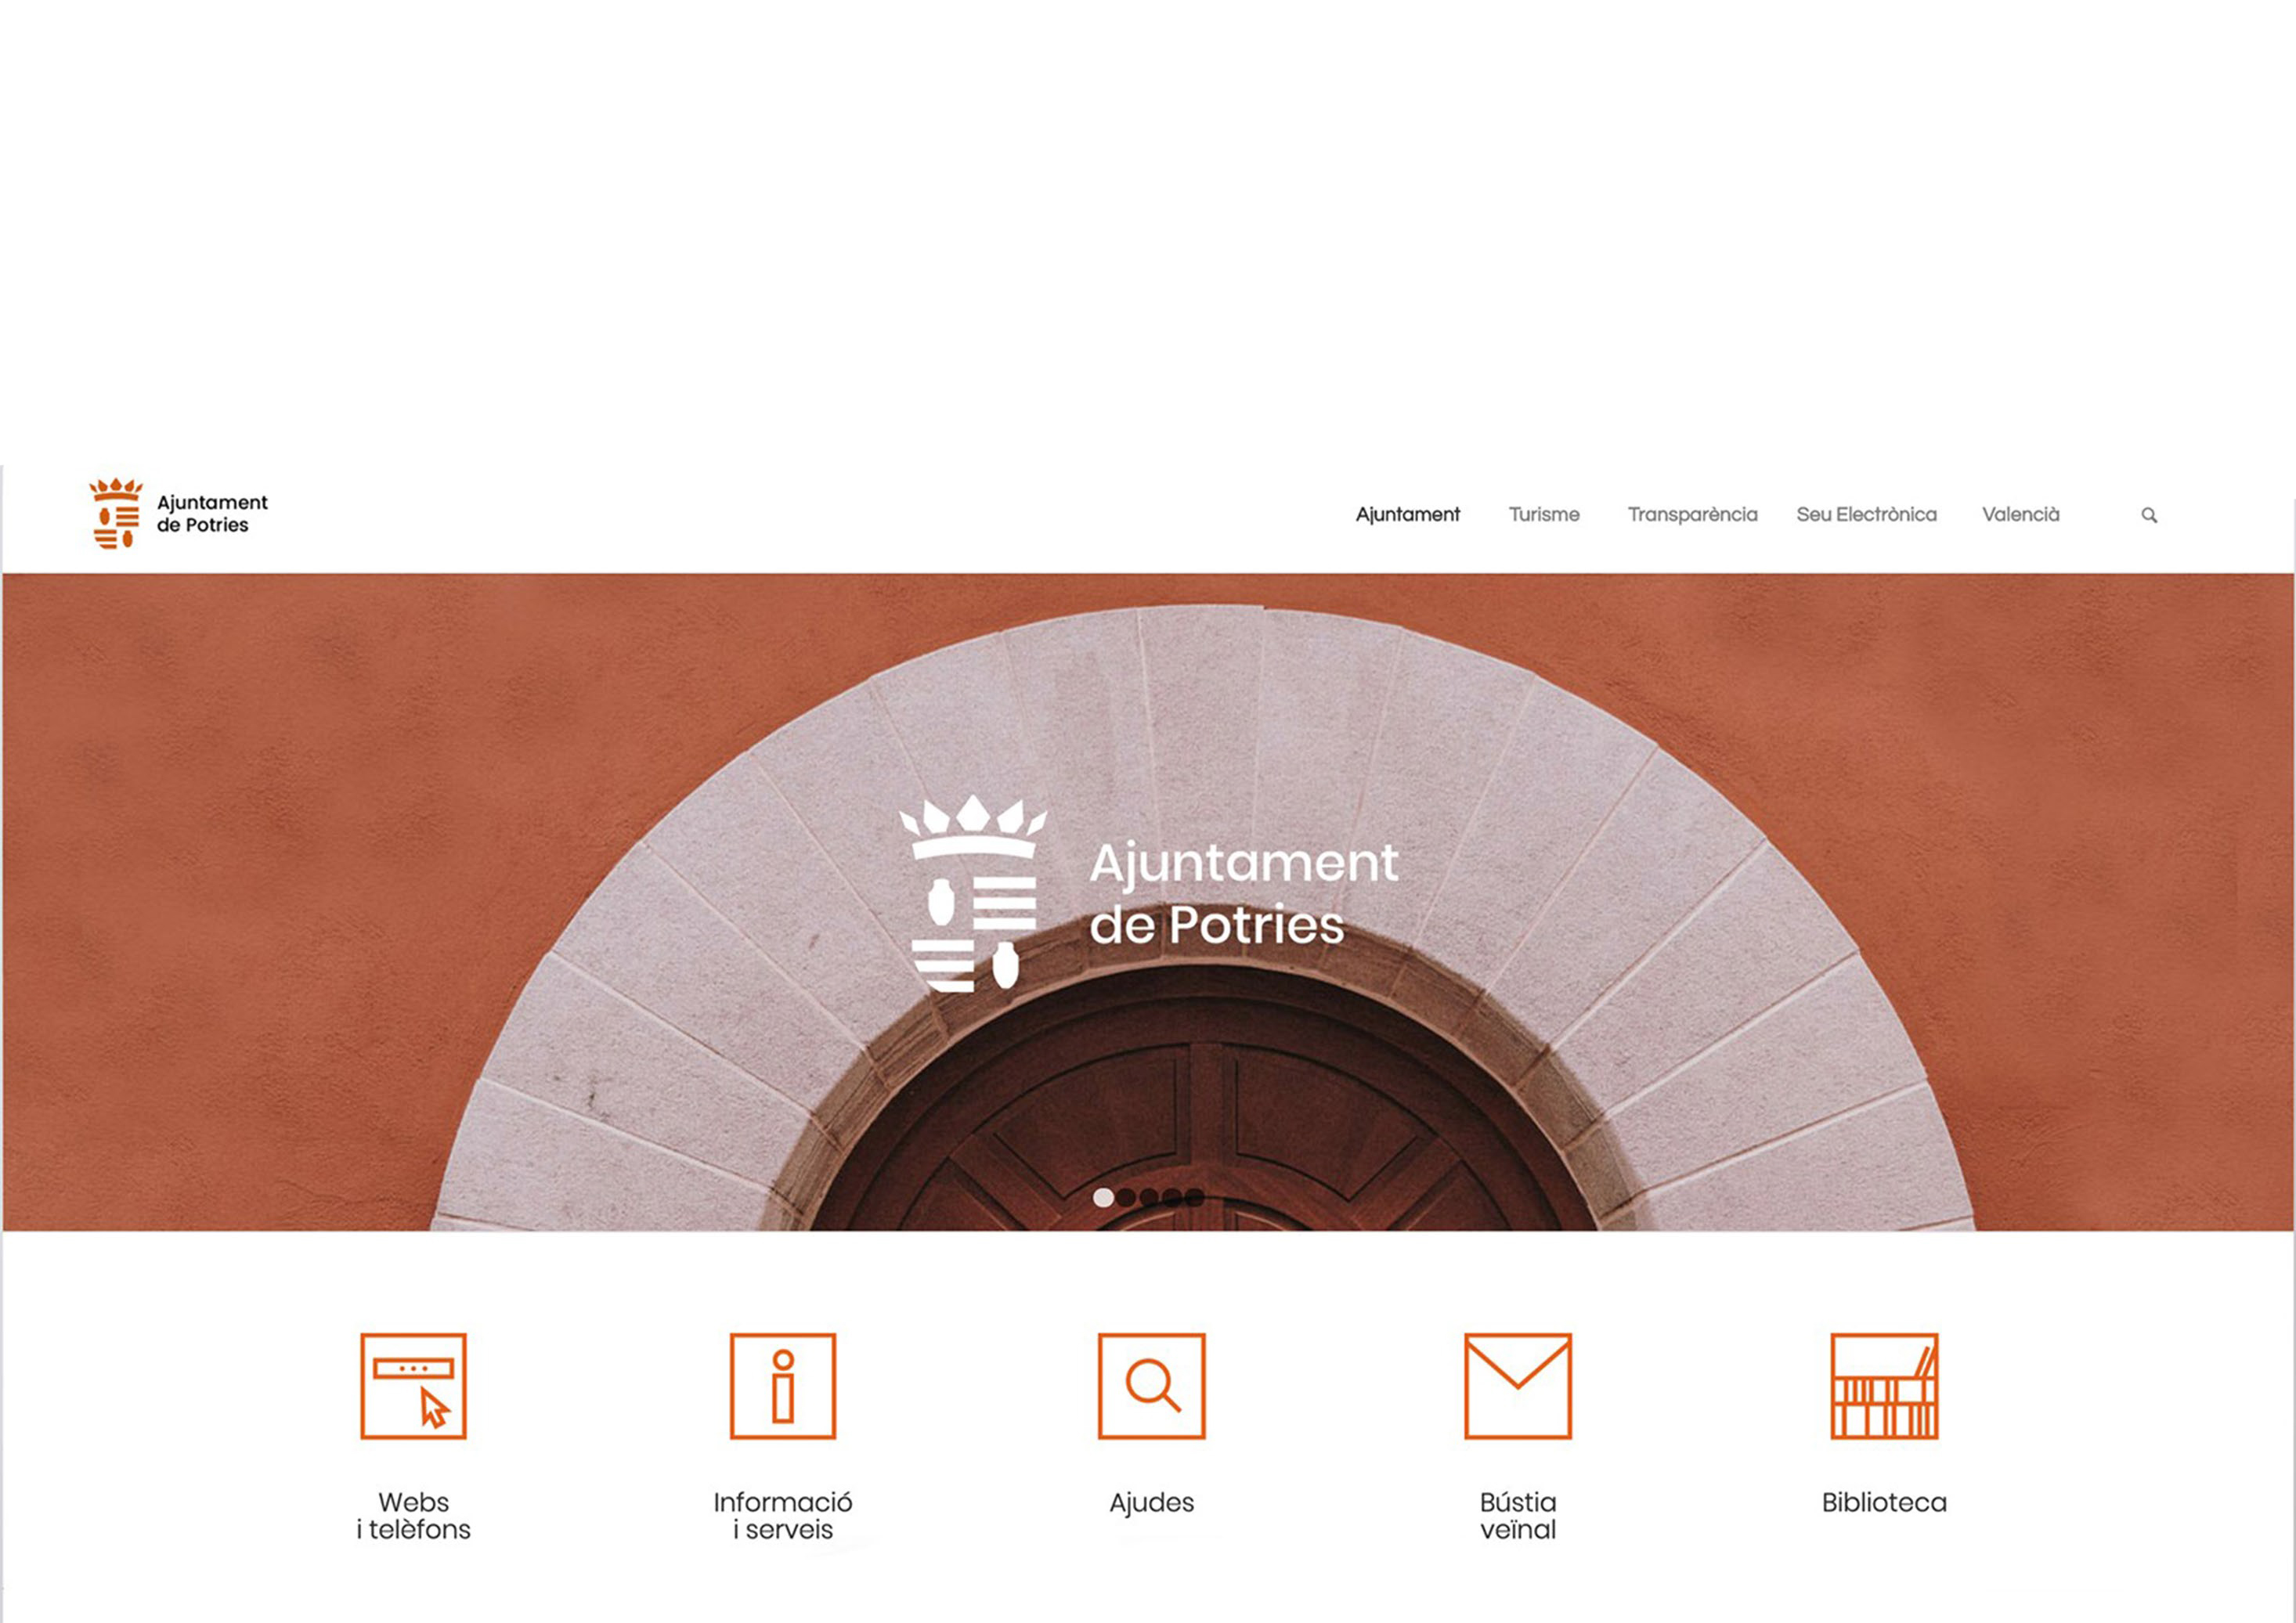 Ajuntament
de Potries
Ajuntament Turisme Transparència Seu Electrònica Valencià
Ajuntament
de Potries
Webs
i telèfons
Informació
i serveis
Ajudes
Bústia
veïnal
Biblioteca